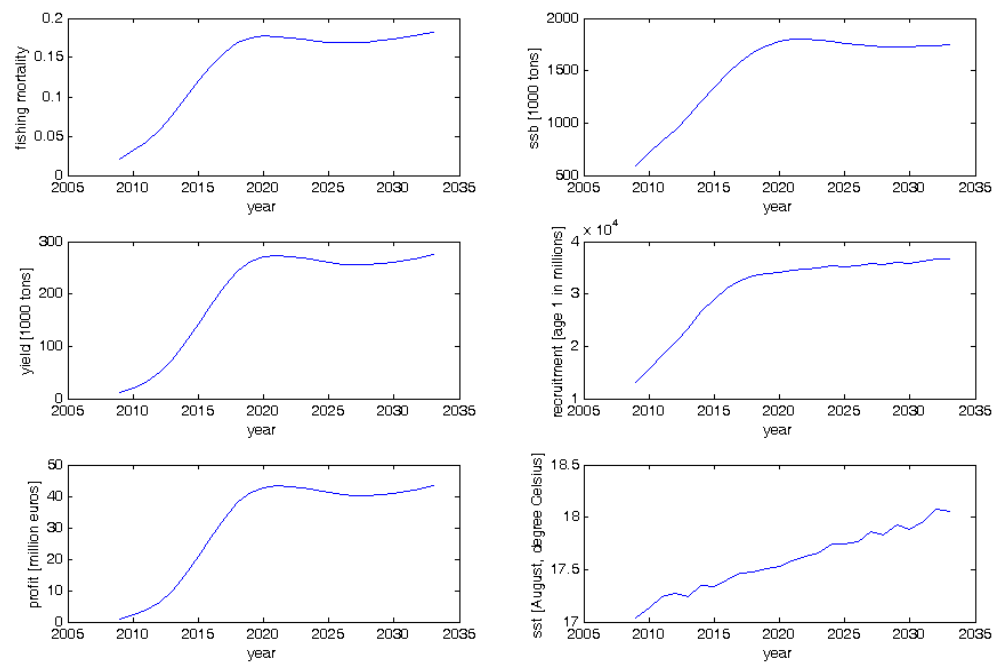 0.2
0.15
0.1
0.05
0
fishing mortality
2005 2010 2015 2020 2025 2030 2035
year
2000
1500
1000
500
ssb [1000 tons]
2005 2010 2015 2020 2025 2030 2035
year
300
200
100
0
yield [1000 tons]
2005 2010 2015 2020 2025 2030 2035
year
x 10^4
4
3
2
1
recruitment [age 1 in millions]
2005 2010 2015 2020 2025 2030 2035
year
50
40
30
20
10
0
profit [million euros]
2005 2010 2015 2020 2025 2030 2035
year
18.5
18
17.5
17
sst [August, degree Celsius]
2005 2010 2015 2020 2025 2030 2035
year